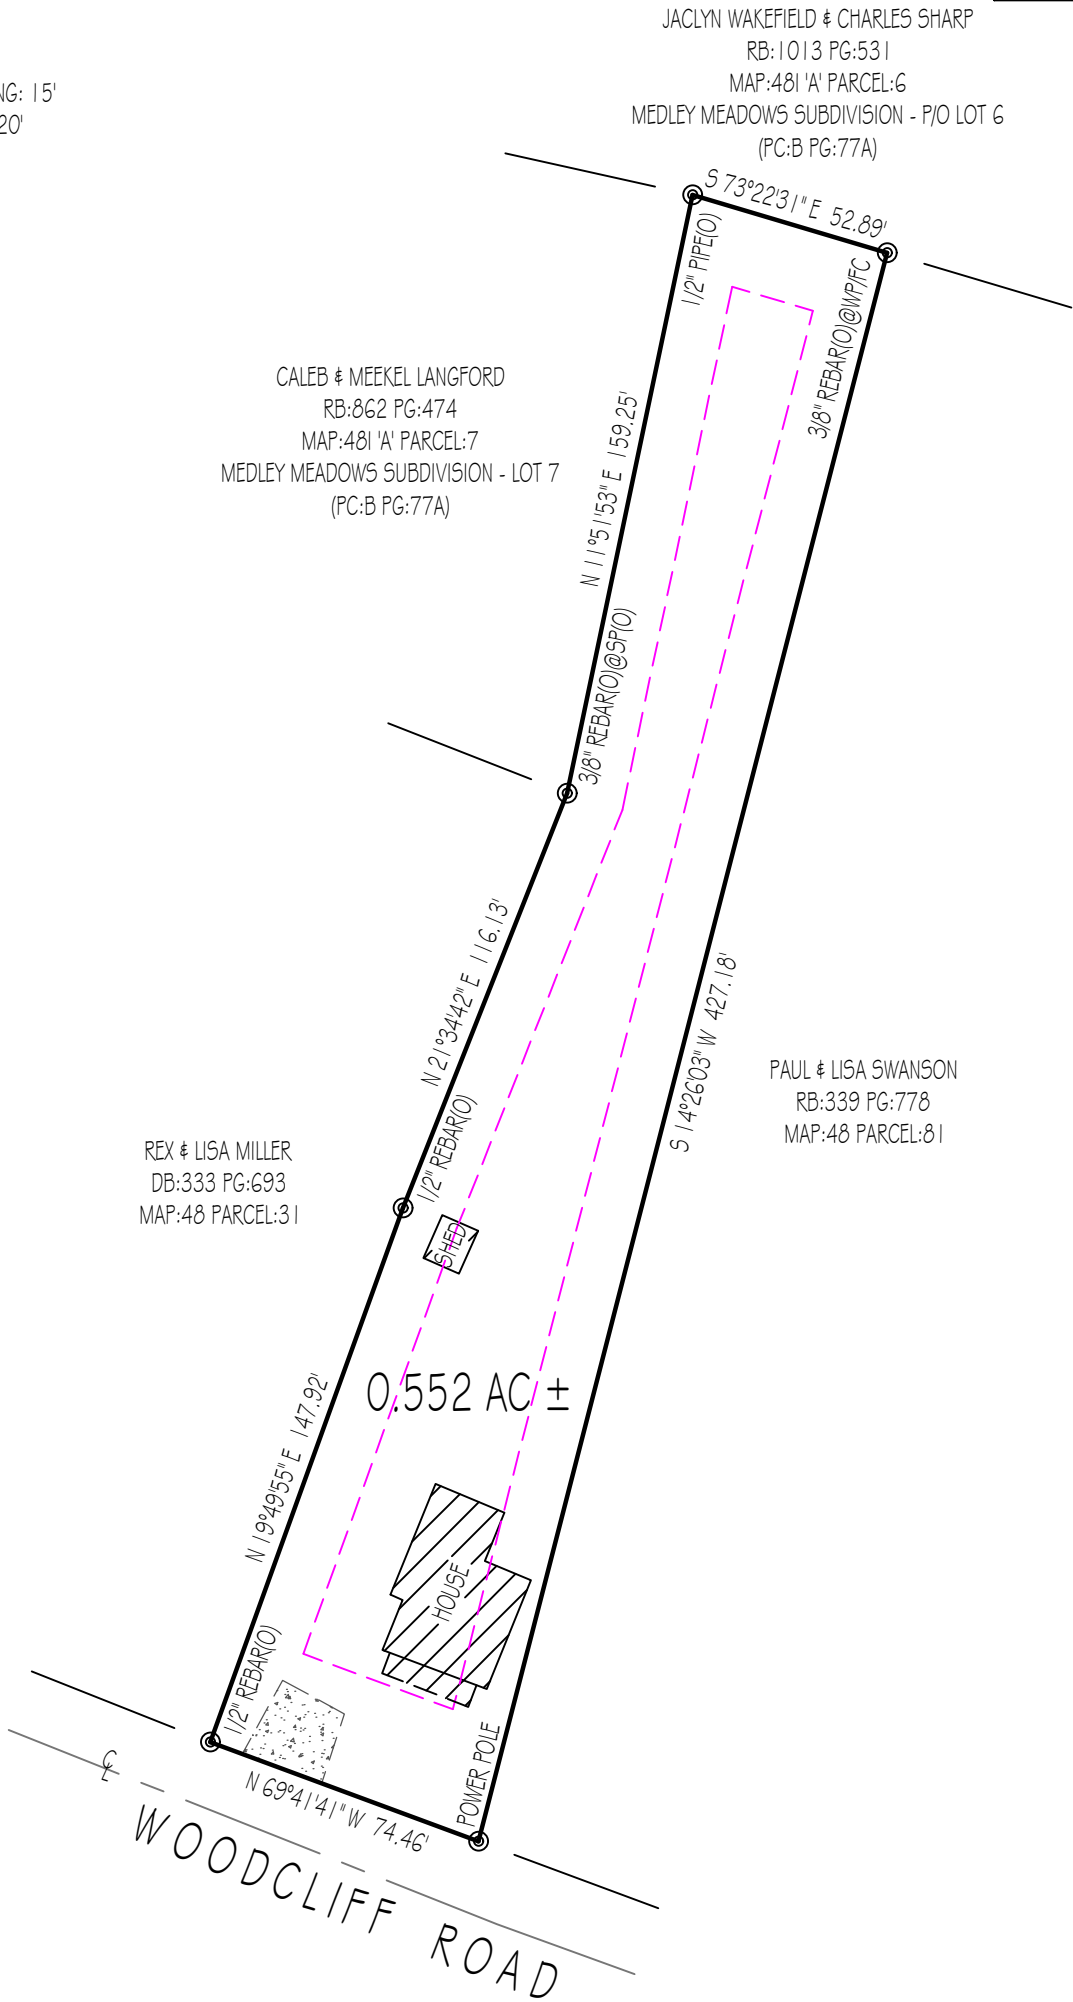 JACLYN WAKEFIELD & CHARLES SHARP
RB:1013 PG:531
MAP:48I 'A' PARCEL:6
MEDLEY MEADOWS SUBDIVISION - P/O LOT 6
(PC:B PG:77A)
NG: 15'
20'
S 73°22'31" E 52.89'
1/2" PIPE(O)
3/8" REBAR(O)@WP/FC
CALEB & MEEKEL LANGFORD
RB:862 PG:474
MAP:48I 'A' PARCEL:7
MEDLEY MEADOWS SUBDIVISION - LOT 7
(PC:B PG:77A)
N 11°51'53" E 159.25'
3/8" REBAR(O)@SP(O)
N 21°34'42" E 116.13'
S 14°26'03" W 427.18'
PAUL & LISA SWANSON
RB:339 PG:778
MAP:48 PARCEL:81
1/2" REBAR(O)
REX & LISA MILLER
DB:333 PG:693
MAP:48 PARCEL:31
SHED
0.552 AC ±
N 19°49'55" E 147.92'
HOUSE
1/2" REBAR(O)
POWER POLE
N 69°41'41" W 74.46'
℄
WOODCLIFF ROAD